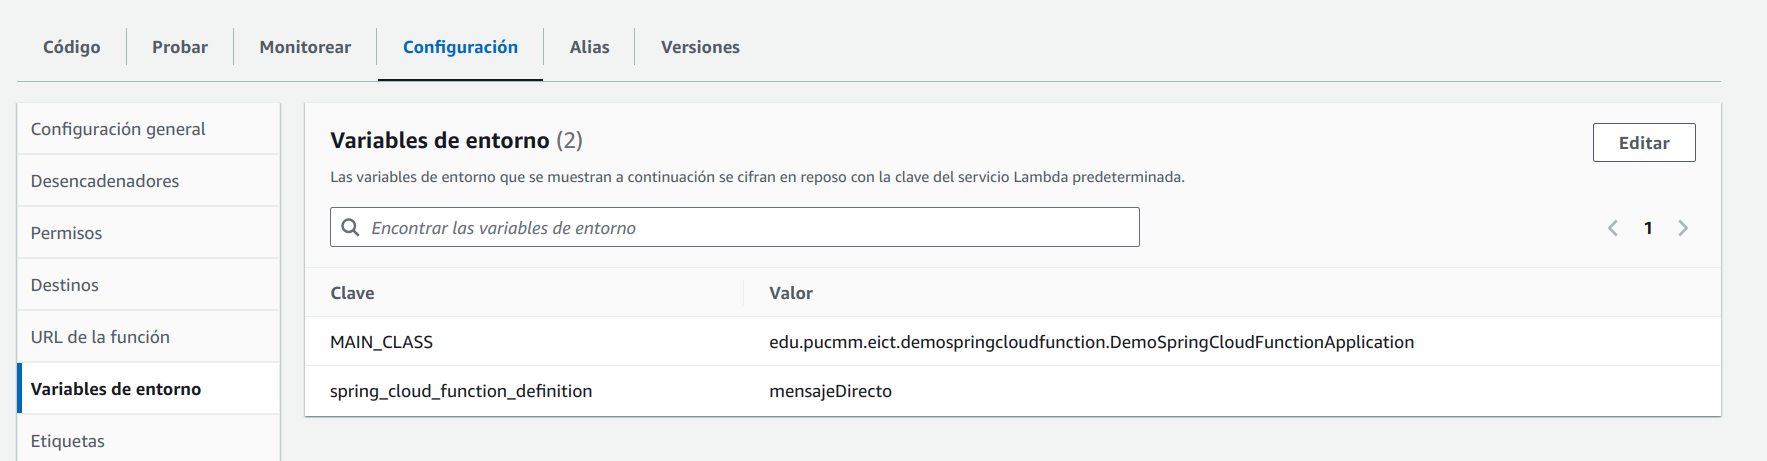 Código Probar Monitorear Configuración Alias Versiones
Configuración general
Desencadenadores
Permisos
Destinos
URL de la función
Variables de entorno
Etiquetas
Variables de entorno (2)
Editar
Las variables de entorno que se muestran a continuación se cifran en reposo con la clave del servicio Lambda predeterminada.
Encontrar las variables de entorno
1
Clave Valor
MAIN_CLASS edu.pucmm.eict.demospringcloudfunction.DemoSpringCloudFunctionApplication
spring_cloud_function_definition mensajeDirecto